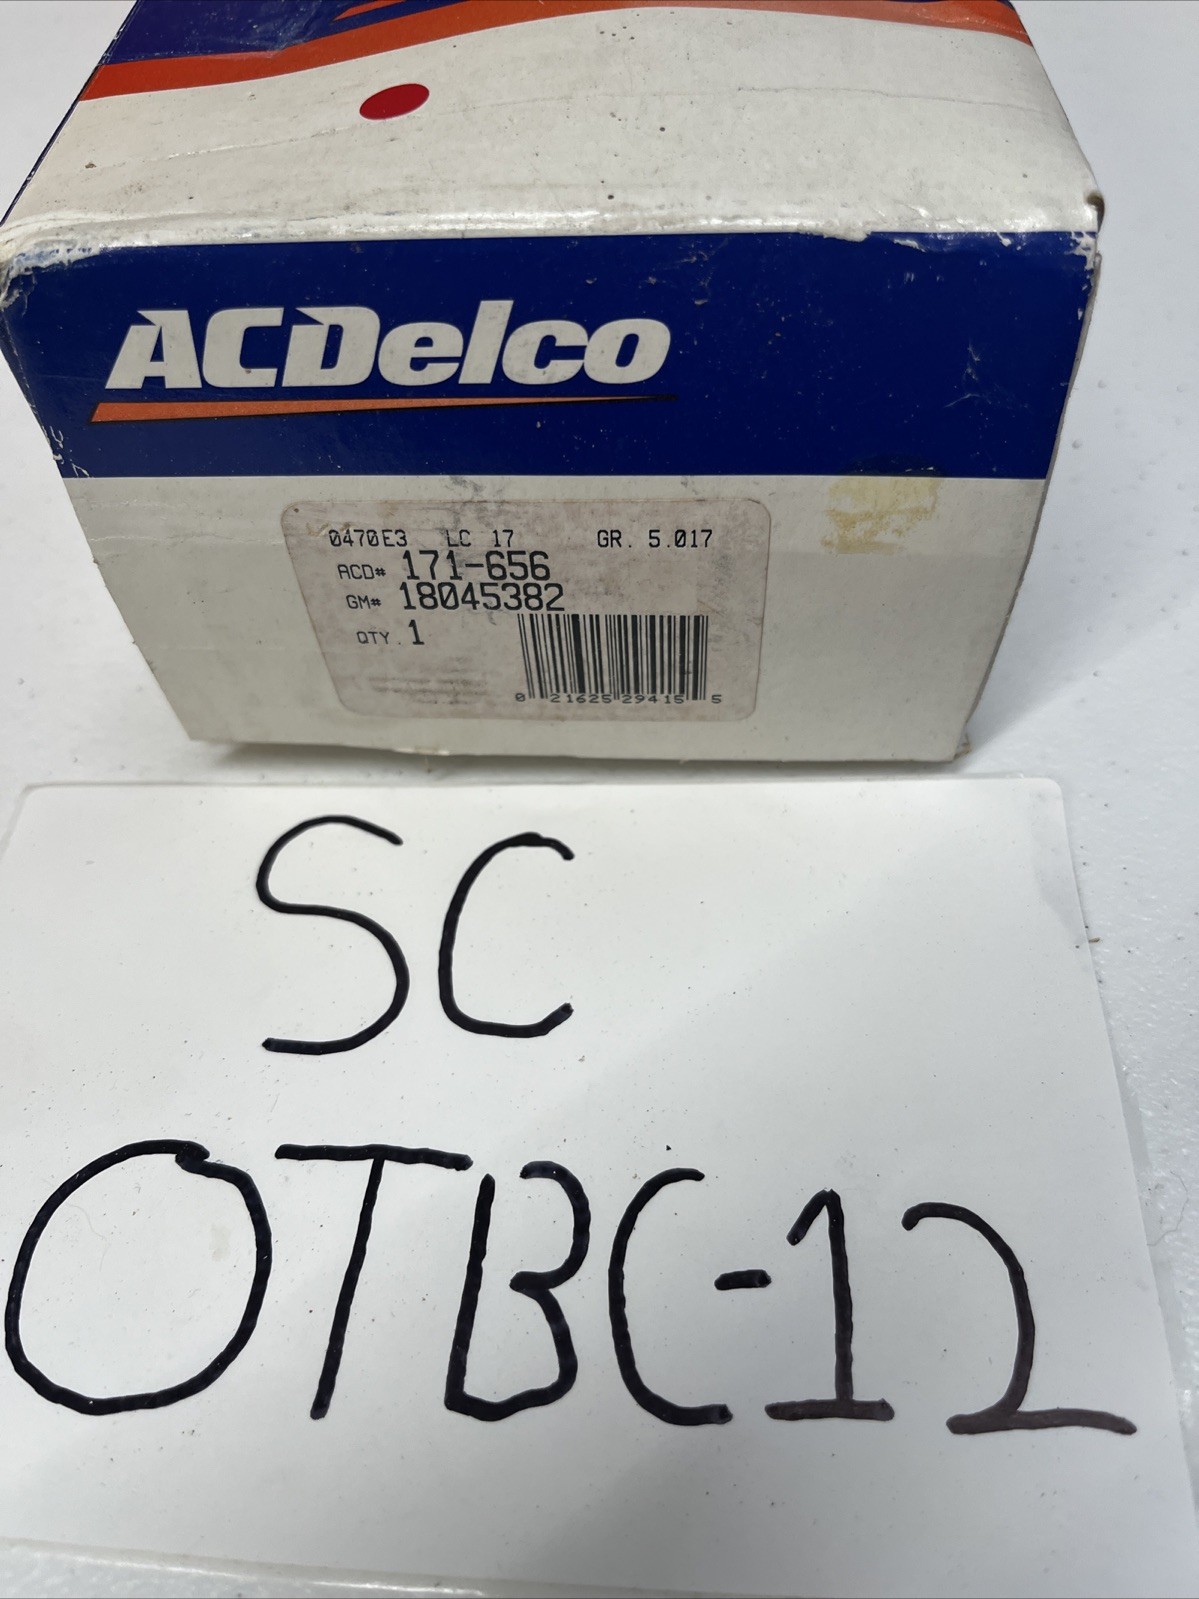 ACDelco
0470E3 LC 17 GR. 5.017
ACD# 171-656
GM# 18045382
QTY. 1
0 21625 29415 5
SC
OTBC-12